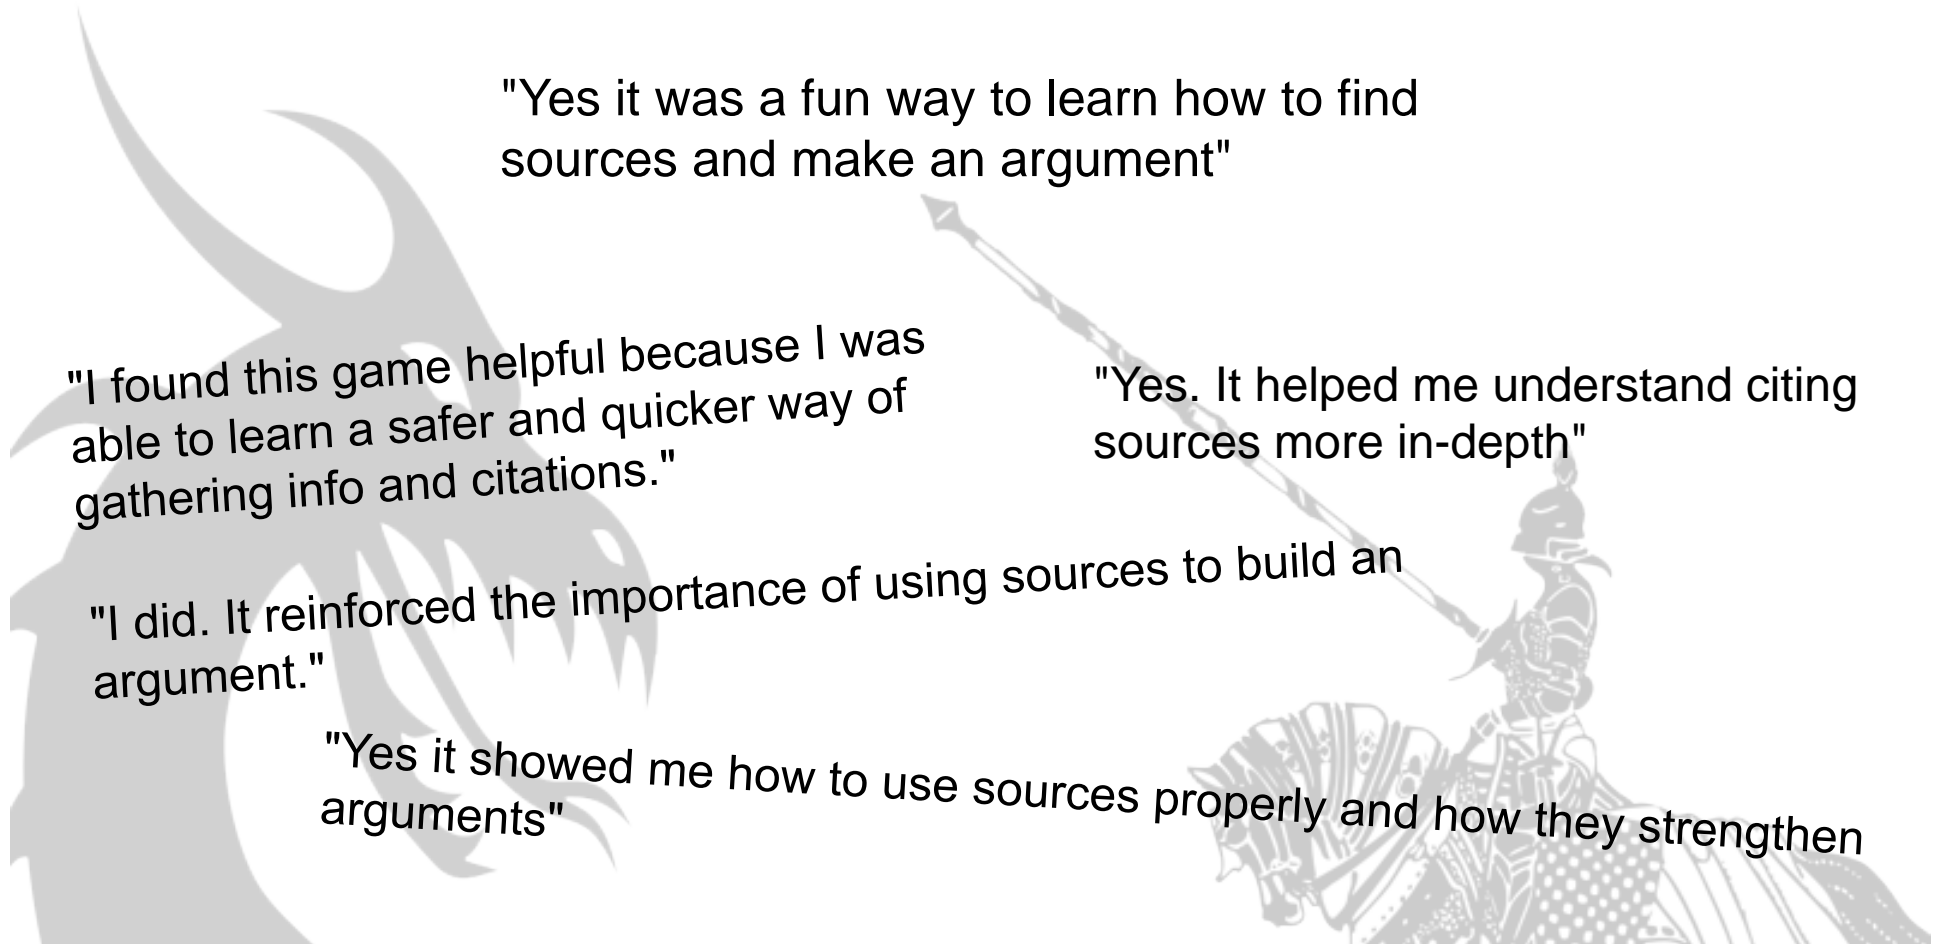 "Yes it was a fun way to learn how to find
sources and make an argument"
"I found this game helpful because I was
able to learn a safer and quicker way of
gathering info and citations."
"Yes. It helped me understand citing
sources more in-depth"
"I did. It reinforced the importance of using sources to build an
argument."
"Yes it showed me how to use sources properly and how they strengthen
arguments"